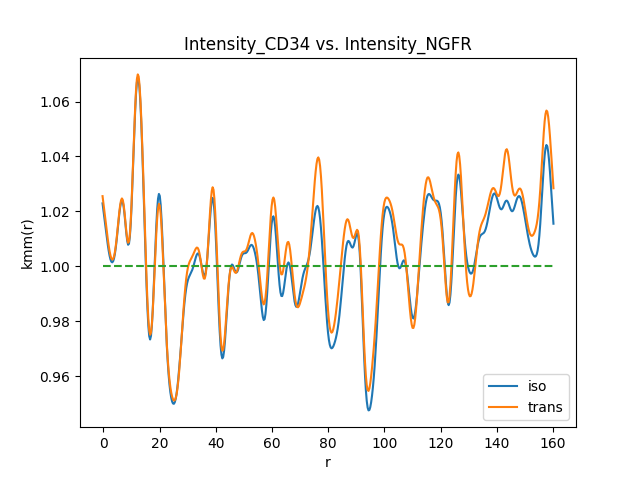 Intensity_CD34 vs. Intensity_NGFR
kmm(r)
1.06
1.04
1.02
1.00
0.98
0.96
0 20 40 60 80 100 120 140 160
r
iso
trans